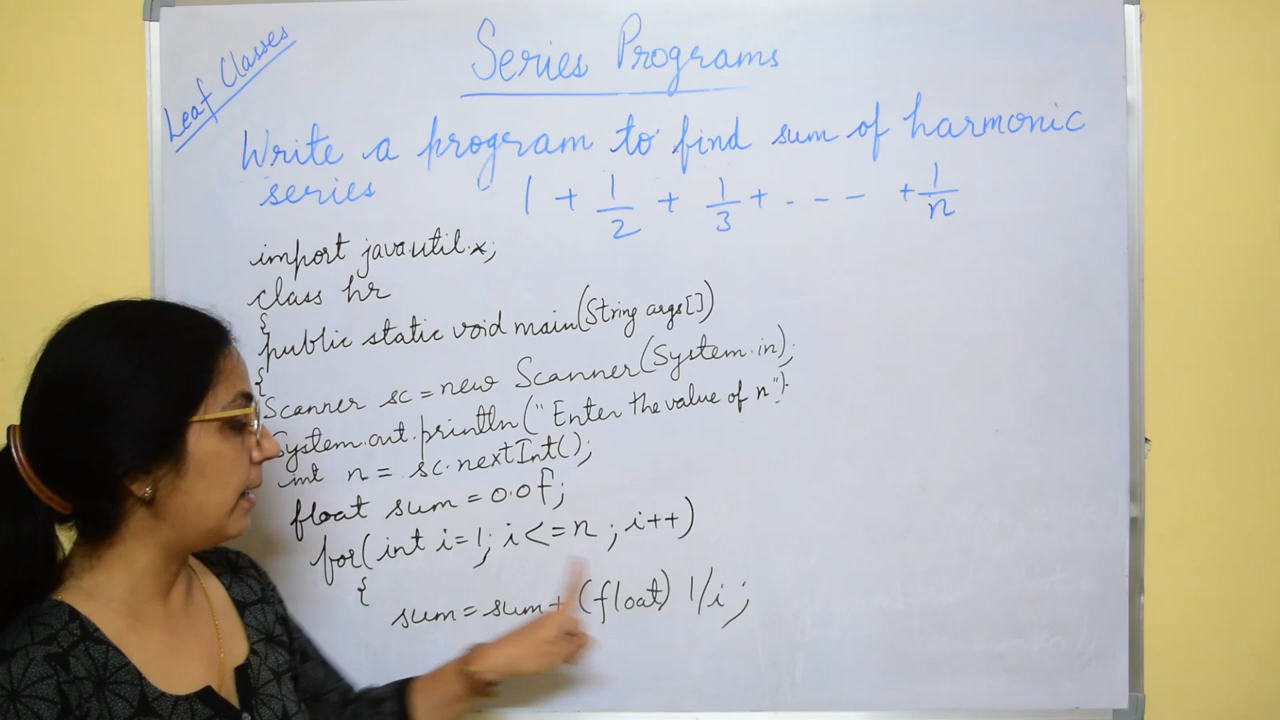 Leaf Classes
Series Programs
Write a program to find sum of harmonic
series 1 + 1/2 + 1/3 + . - - - + 1/n
import java.util.*;
class hr
{
public static void main(String args[])
{
Scanner sc = new Scanner(System.in);
System.out.println("Enter the value of n");
int n = sc.nextInt();
float sum = 0.0f;
for(int i=1; i<=n ; i++)
{
sum = sum + (float) 1/i ;